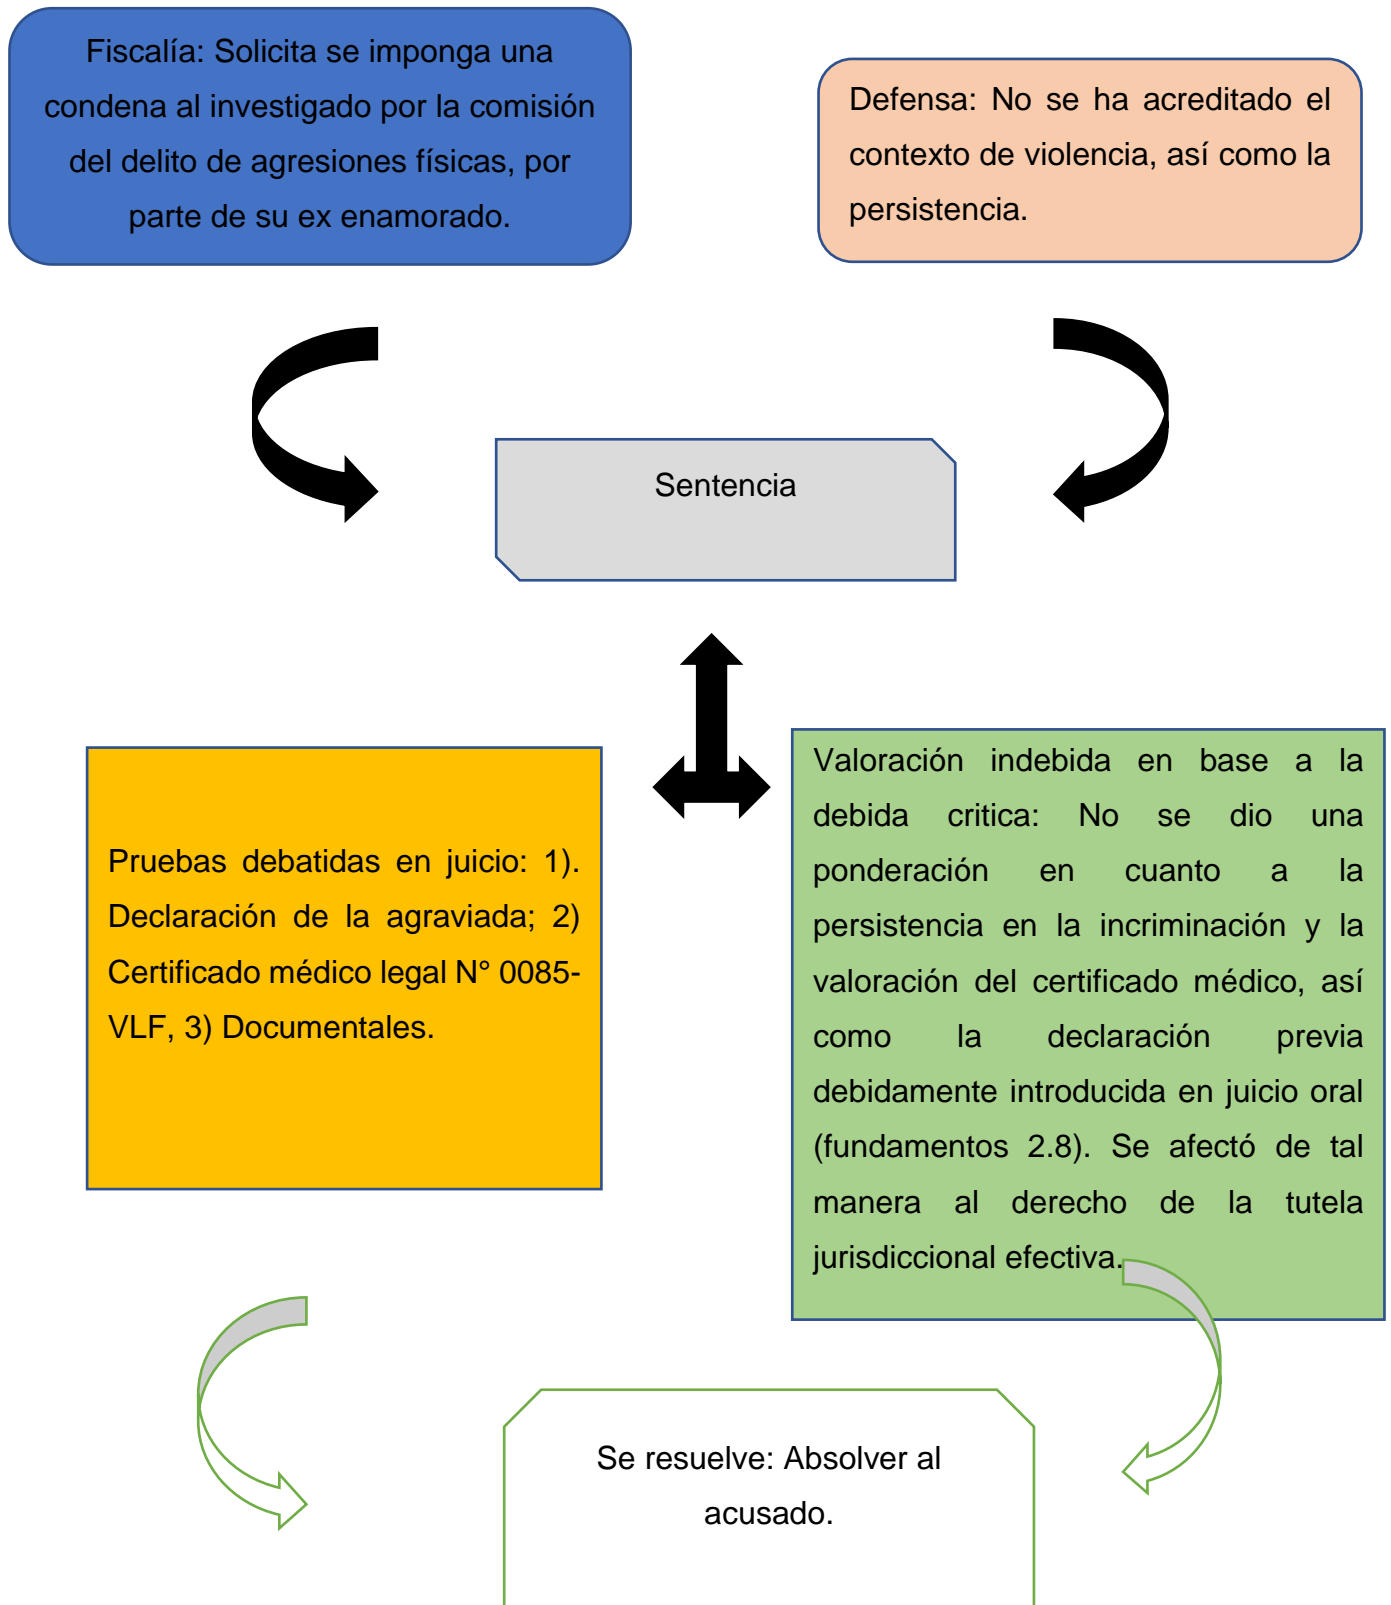 Fiscalía: Solicita se imponga una
condena al investigado por la comisión
del delito de agresiones físicas, por
parte de su ex enamorado.
Defensa: No se ha acreditado el
contexto de violencia, así como la
persistencia.
Sentencia
Pruebas debatidas en juicio: 1).
Declaración de la agraviada; 2)
Certificado médico legal N° 0085-
VLF, 3) Documentales.
Valoración indebida en base a la
debida critica: No se dio una
ponderación en cuanto a la
persistencia en la incriminación y la
valoración del certificado médico, así
como la declaración previa
debidamente introducida en juicio oral
(fundamentos 2.8). Se afectó de tal
manera al derecho de la tutela
jurisdiccional efectiva.
Se resuelve: Absolver al
acusado.